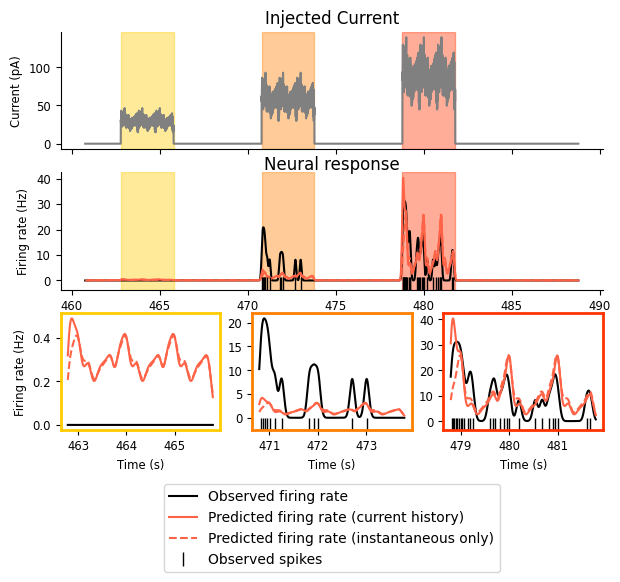 Injected Current
Current (pA)
100
50
0
Neural response
Firing rate (Hz)
40
30
20
10
0
460 465 470 475 480 485 490
Firing rate (Hz)
0.4
0.2
0.0
463 464 465
Time (s)
20
15
10
5
0
471 472 473
Time (s)
40
30
20
10
0
479 480 481
Time (s)
Observed firing rate
Predicted firing rate (current history)
Predicted firing rate (instantaneous only)
Observed spikes